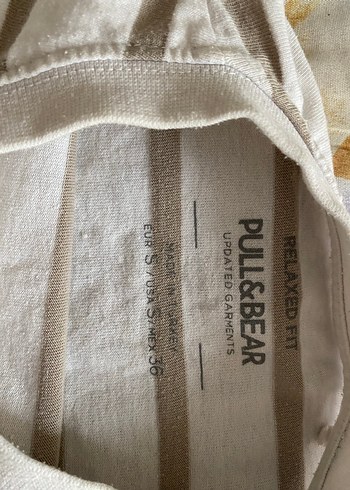 RELAXED FIT
PULL&BEAR
UPDATED GARMENTS
MADE IN TURKEY
EUR S / USA S / MEX 36